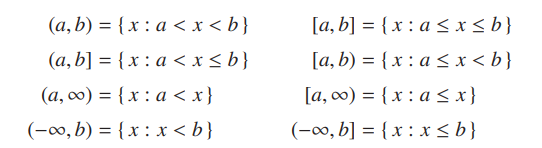 (a, b) = { x : a < x < b }    [a, b] = { x : a ≤ x ≤ b }
(a, b] = { x : a < x ≤ b }    [a, b) = { x : a ≤ x < b }
(a, ∞) = { x : a < x }    [a, ∞) = { x : a ≤ x }
(−∞, b) = { x : x < b }    (−∞, b] = { x : x ≤ b }